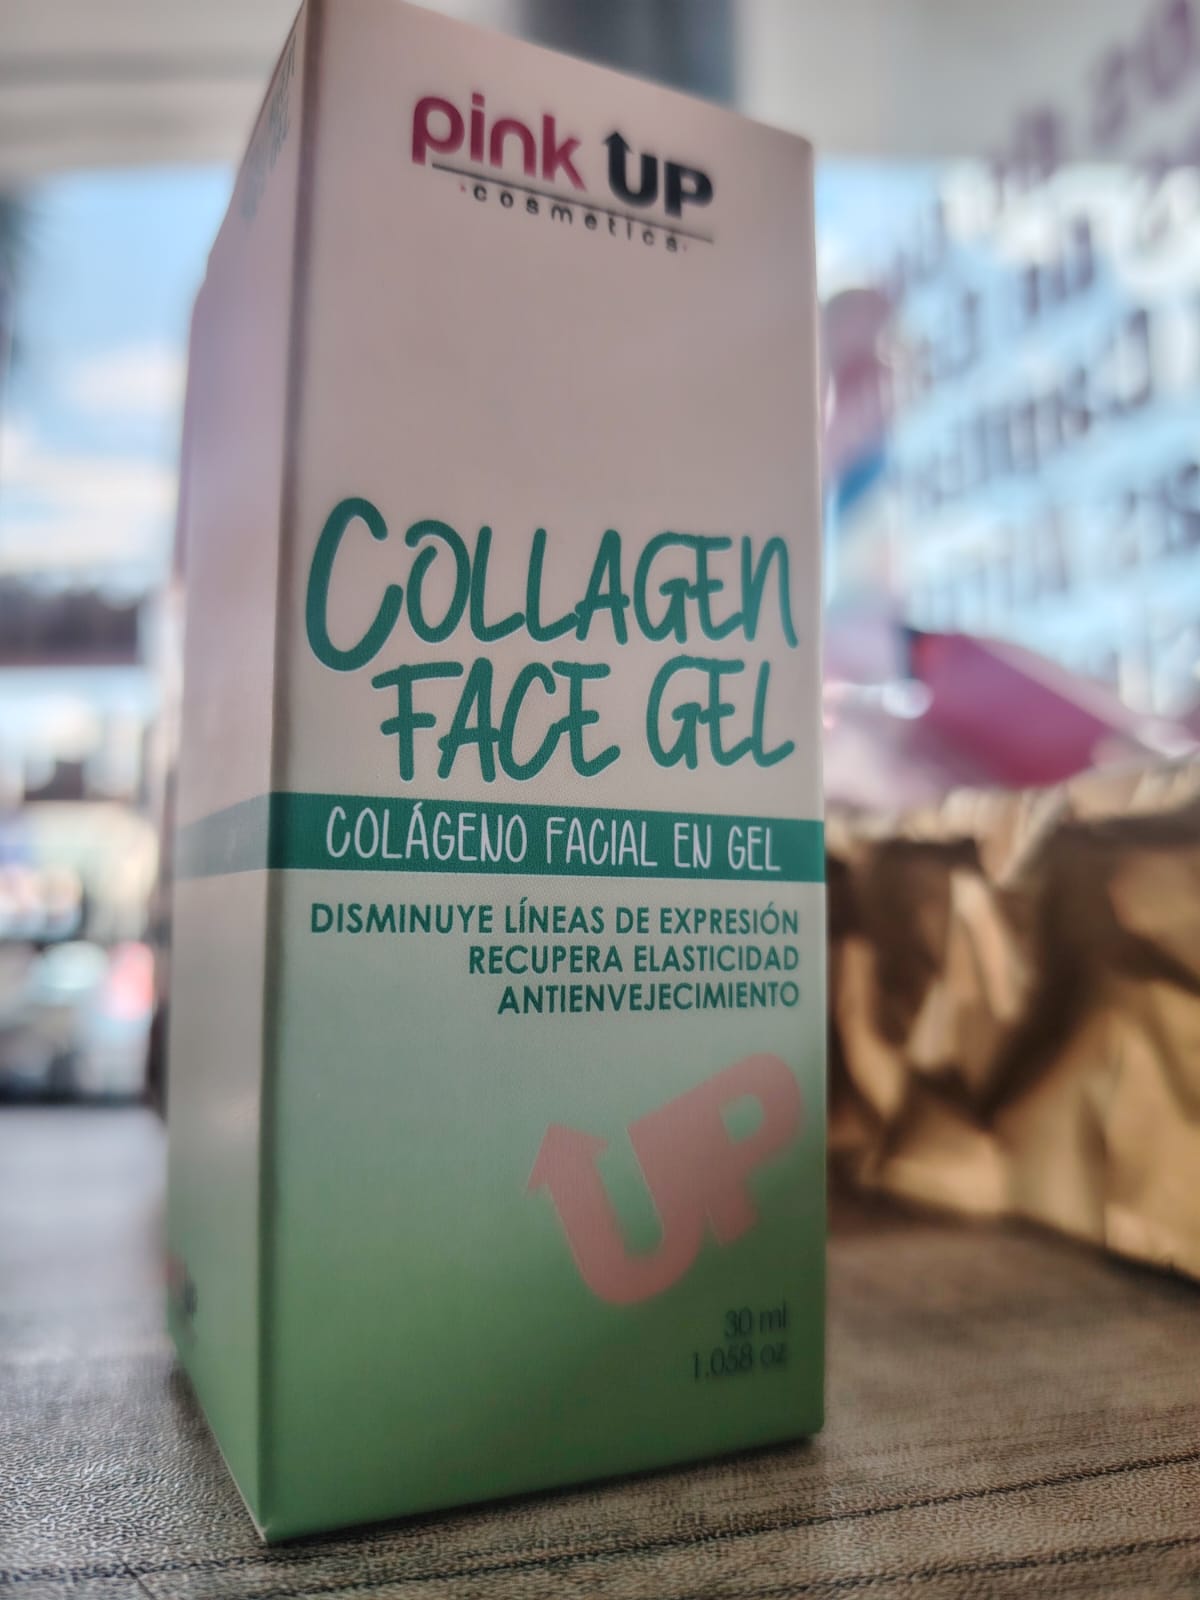 pink UP
cosmetics
COLLAGEN
FACE GEL
COLÁGENO FACIAL EN GEL
DISMINUYE LÍNEAS DE EXPRESIÓN
RECUPERA ELASTICIDAD
ANTIENVEJECIMIENTO
UP
30 ml
1.058 oz